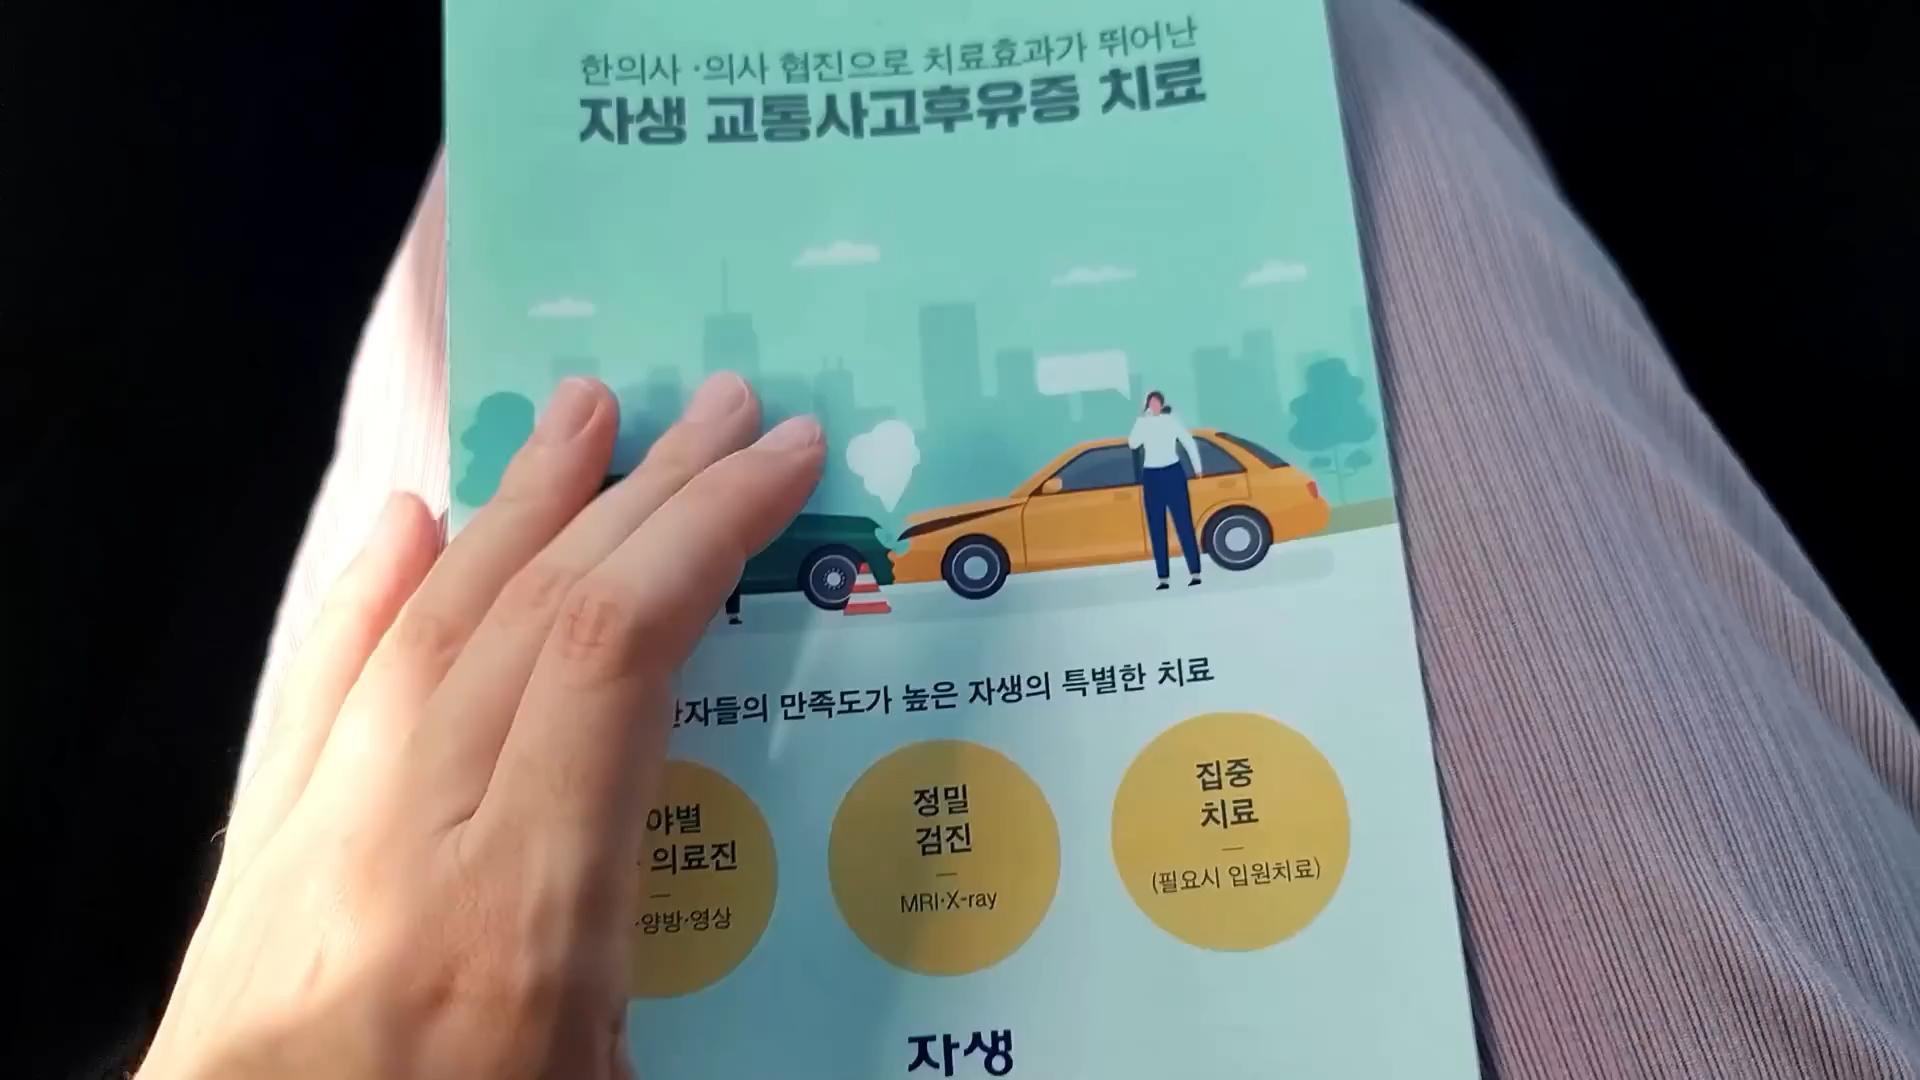 한의사·의사 협진으로 치료효과가 뛰어난
자생 교통사고후유증 치료
만족도가 높은 자생의 특별한 치료
야별
의료진
·양방·영상
정밀
검진
MRI·X-ray
집중
치료
(필요시 입원치료)
자생